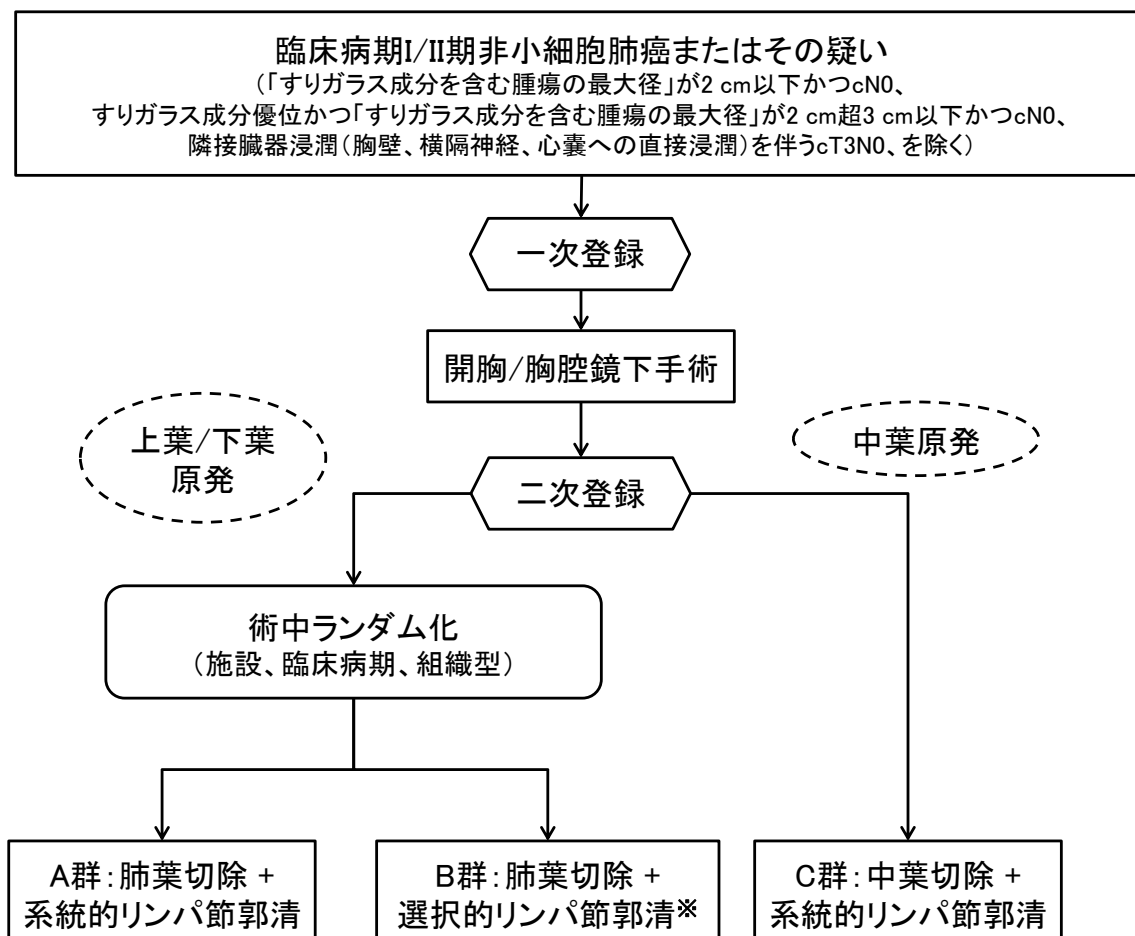 臨床病期I/II期非小細胞肺癌またはその疑い
(「すりガラス成分を含む腫瘍の最大径」が2 cm以下かつcN0、
すりガラス成分優位かつ「すりガラス成分を含む腫瘍の最大径」が2 cm超3 cm以下かつcN0、
隣接臓器浸潤(胸壁、横隔神経、心嚢への直接浸潤)を伴うcT3N0、を除く)
一次登録
開胸/胸腔鏡下手術
上葉/下葉
原発
中葉原発
二次登録
術中ランダム化
(施設、臨床病期、組織型)
A群:肺葉切除 +
系統的リンパ節郭清
B群:肺葉切除 +
選択的リンパ節郭清※
C群:中葉切除 +
系統的リンパ節郭清